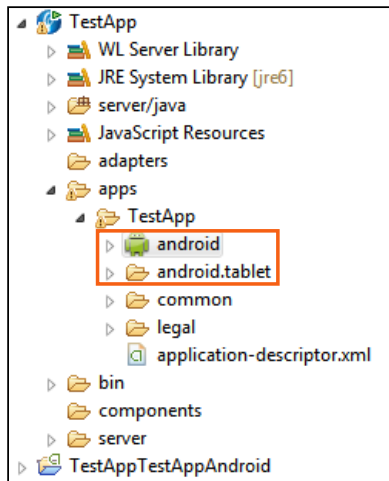 TestApp
WL Server Library
JRE System Library [jre6]
server/java
JavaScript Resources
adapters
apps
TestApp
android
android.tablet
common
legal
application-descriptor.xml
bin
components
server
TestAppTestAppAndroid